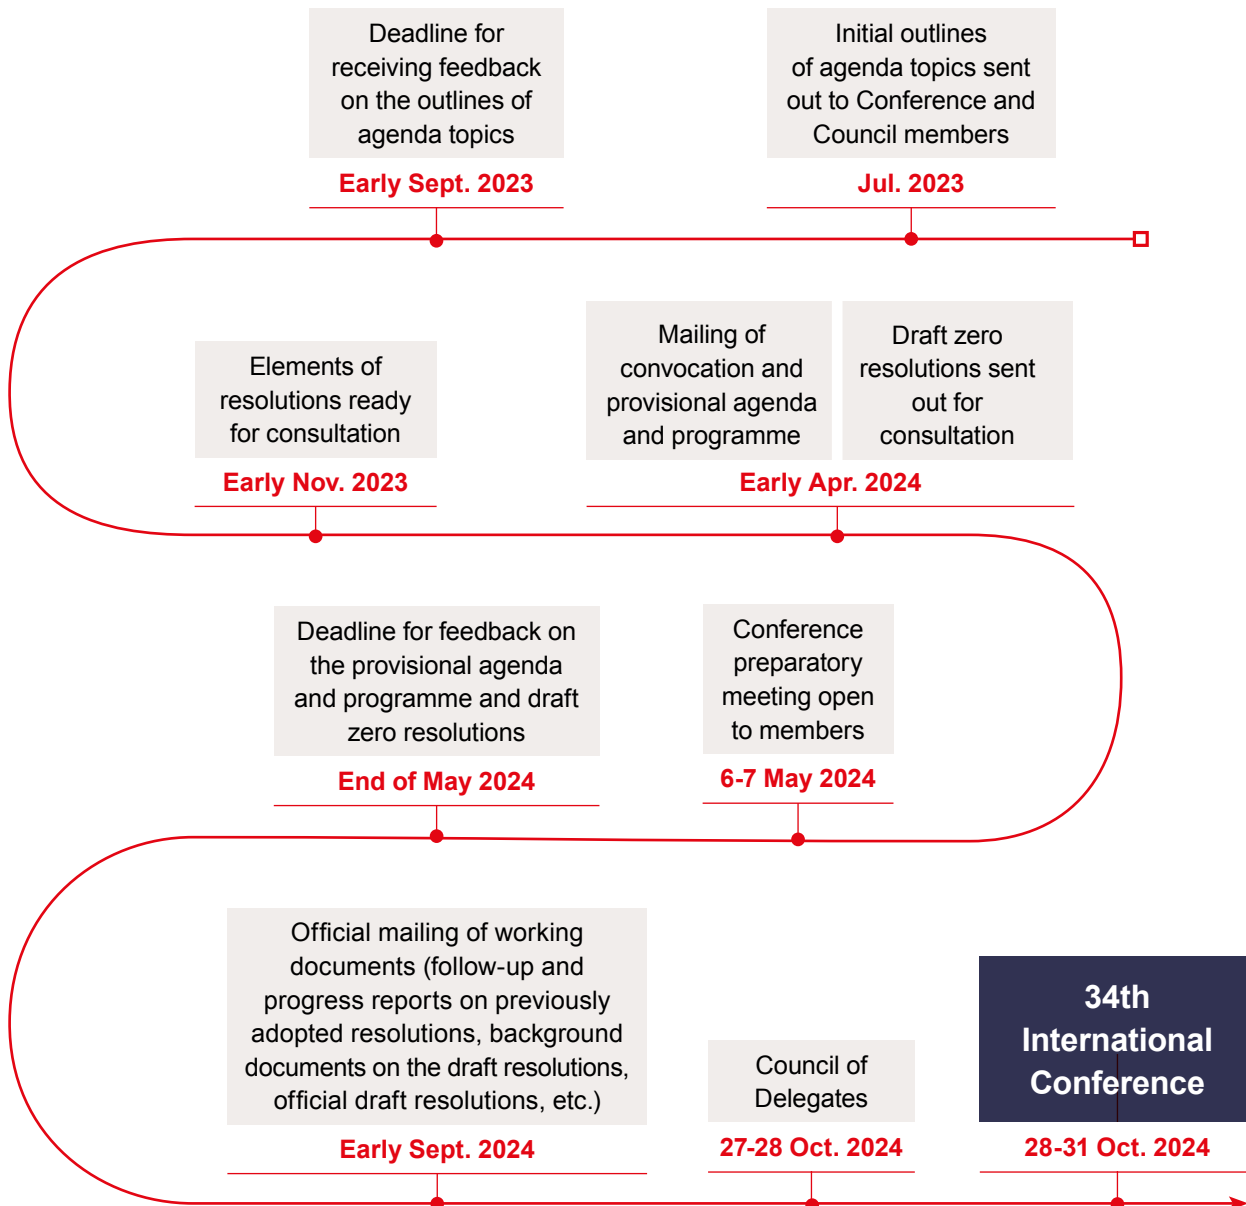 Deadline for
receiving feedback
on the outlines of
agenda topics
Early Sept. 2023
Initial outlines
of agenda topics sent
out to Conference and
Council members
Jul. 2023
Elements of
resolutions ready
for consultation
Early Nov. 2023
Mailing of
convocation and
provisional agenda
and programme
Draft zero
resolutions sent
out for
consultation
Early Apr. 2024
Deadline for feedback on
the provisional agenda
and programme and draft
zero resolutions
End of May 2024
Conference
preparatory
meeting open
to members
6-7 May 2024
Official mailing of working
documents (follow-up and
progress reports on previously
adopted resolutions, background
documents on the draft resolutions,
official draft resolutions, etc.)
Early Sept. 2024
Council of
Delegates
27-28 Oct. 2024
34th
International
Conference
28-31 Oct. 2024